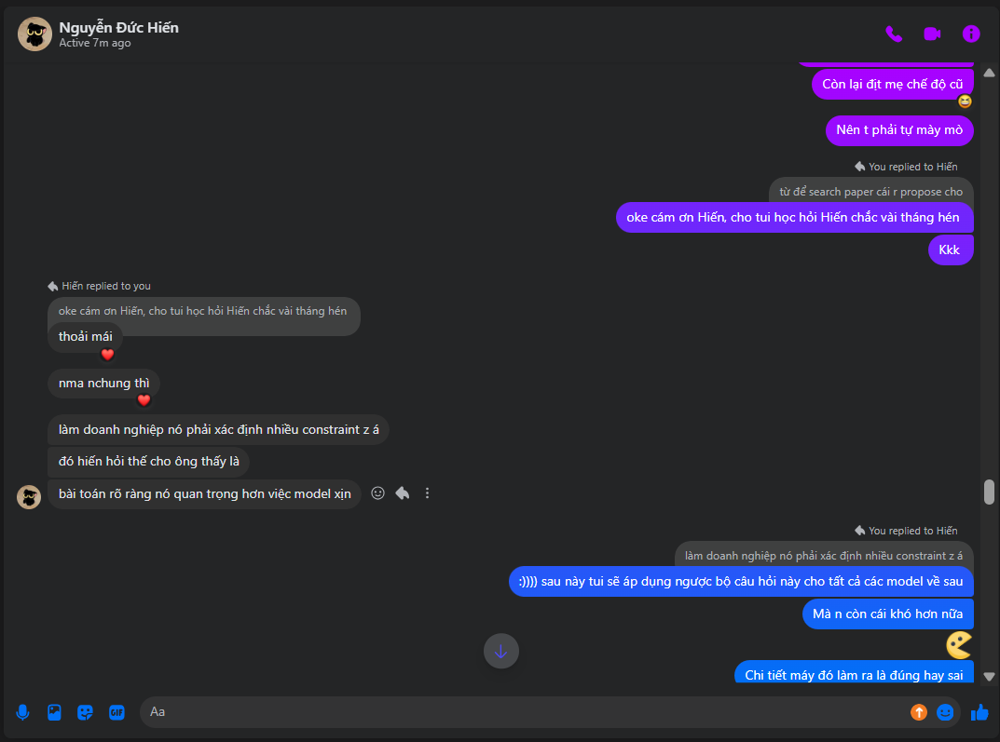 Nguyễn Đức Hiến
Active 7m ago
Còn lại địt mẹ chế độ cũ
Nên t phải tự mày mò
You replied to Hiến
từ để search paper cái r propose cho
oke cám ơn Hiến, cho tui học hỏi Hiến chắc vài tháng hén
Kkk
Hiến replied to you
oke cám ơn Hiến, cho tui học hỏi Hiến chắc vài tháng hén
thoải mái
nma nchung thì
làm doanh nghiệp nó phải xác định nhiều constraint z á
đó hiến hỏi thế cho ông thấy là
bài toán rõ ràng nó quan trọng hơn việc model xịn
You replied to Hiến
làm doanh nghiệp nó phải xác định nhiều constraint z á
:)))) sau này tui sẽ áp dụng ngược bộ câu hỏi này cho tất cả các model về sau
Mà n còn cái khó hơn nữa
Chi tiết máy đó làm ra là đúng hay sai
GIF
Aa